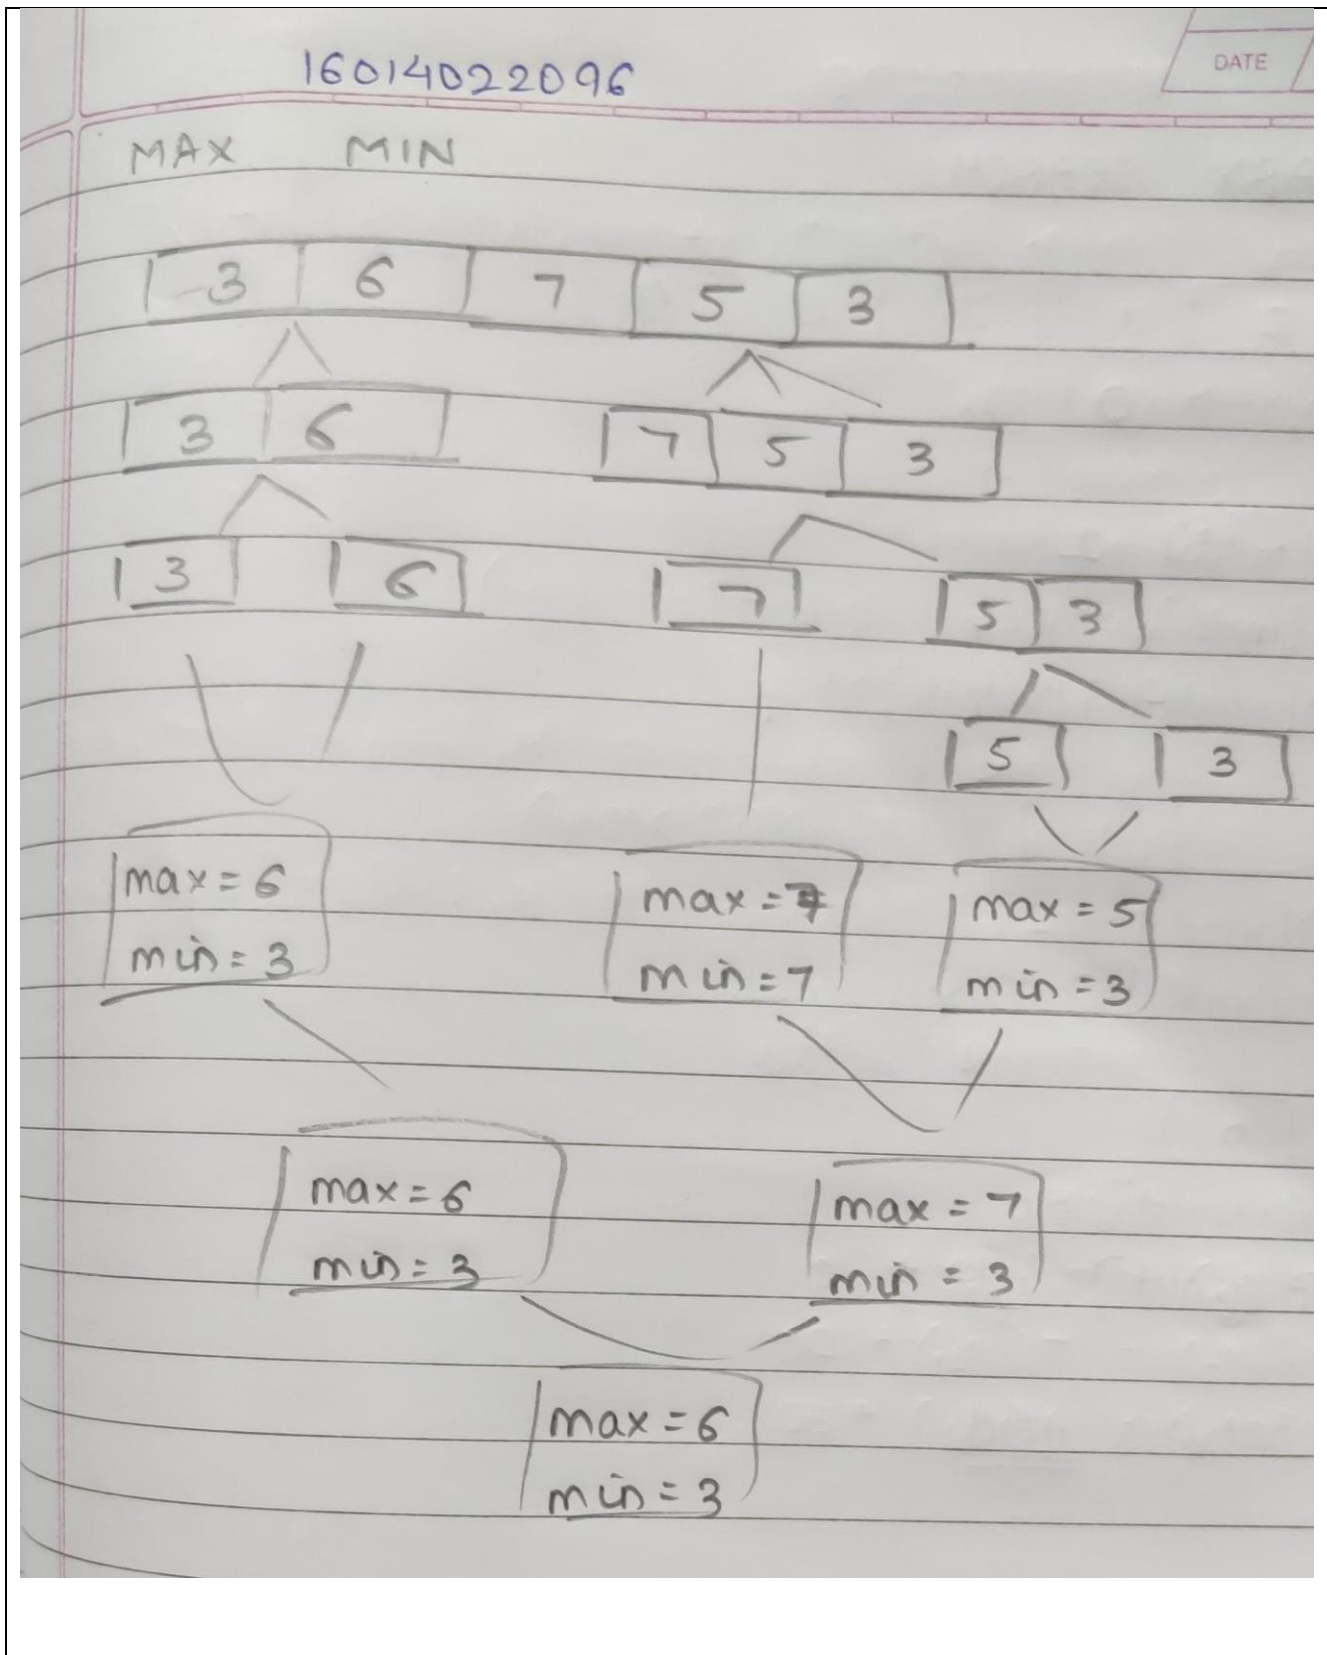 16014022096
DATE
MAX MIN
3 6 7 5 3
3 6 7 5 3
3 6 7 5 3
5 3
max = 6 max = 7 max = 5
min = 3 min = 7 min = 3
max = 6 max = 7
min = 3 min = 3
max = 6
min = 3